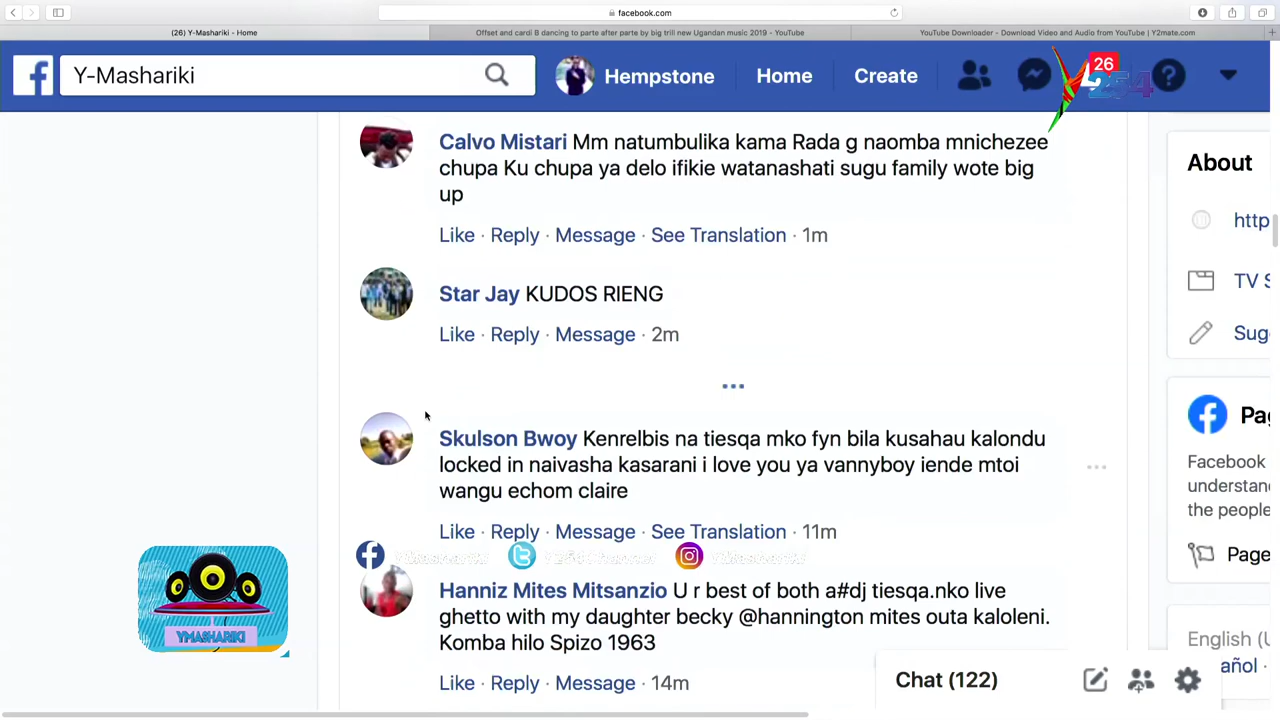 facebook.com
(26) Y-Mashariki - Home
Offset and cardi B dancing to parte after parte by big trill new Ugandan music 2019 - YouTube
YouTube Downloader - Download Video and Audio from YouTube | Y2mate.com
Y-Mashariki
Hempstone
Home
Create
26
254
Calvo Mistari Mm natumbulika kama Rada g naomba mnichezee
chupa Ku chupa ya delo ifikie watanashati sugu family wote big
up
Like · Reply · Message · See Translation · 1m
Star Jay KUDOS RIENG
Like · Reply · Message · 2m
Skulson Bwoy Kenrelbis na tiesqa mko fyn bila kusahau kalondu
locked in naivasha kasarani i love you ya vannyboy iende mtoi
wangu echom claire
Like · Reply · Message · See Translation · 11m
Hanniz Mites Mitsanzio U r best of both a#dj tiesqa.nko live
ghetto with my daughter becky @hannington mites outa kaloleni.
Komba hilo Spizo 1963
Like · Reply · Message · 14m
YMASHARIKI
About
http
TV S
Sug
Pag
Facebook
understan
the people
Page
English (U
añol ·
Chat (122)